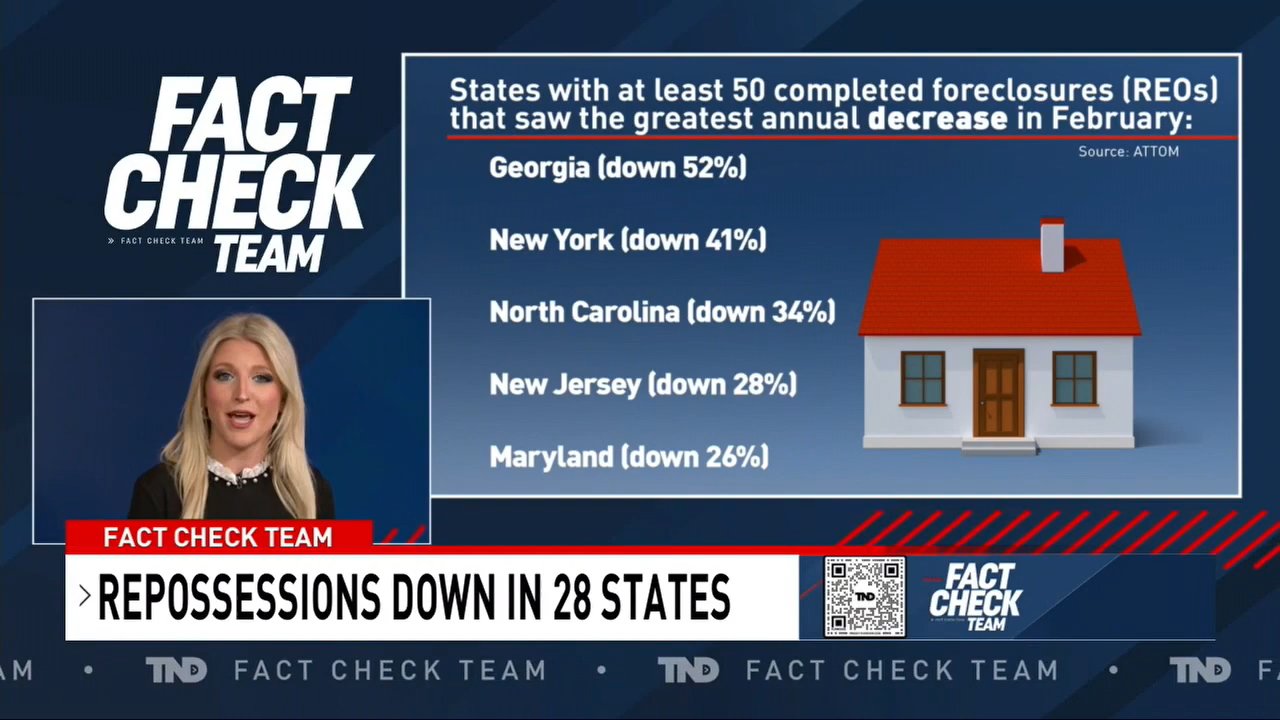 FACT
CHECK
» FACT CHECK TEAM
TEAM
States with at least 50 completed foreclosures (REOs)
that saw the greatest annual decrease in February:
Source: ATTOM
Georgia (down 52%)
New York (down 41%)
North Carolina (down 34%)
New Jersey (down 28%)
Maryland (down 26%)
FACT CHECK TEAM
REPOSSESSIONS DOWN IN 28 STATES
TND
FACT
CHECK
TEAM
AM • TND FACT CHECK TEAM • TND FACT CHECK TEAM • TND F